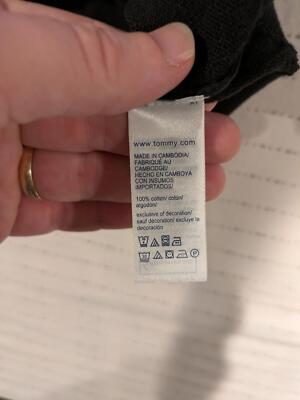 www.tommy.com
MADE IN CAMBODIA/
FABRIQUÉ AU
CAMBODGE/
HECHO EN CAMBOYA
CON INSUMOS
IMPORTADOS/
100% cotton/ coton/
algodón/
exclusive of decoration/
sauf décoration/ excluye la
decoración